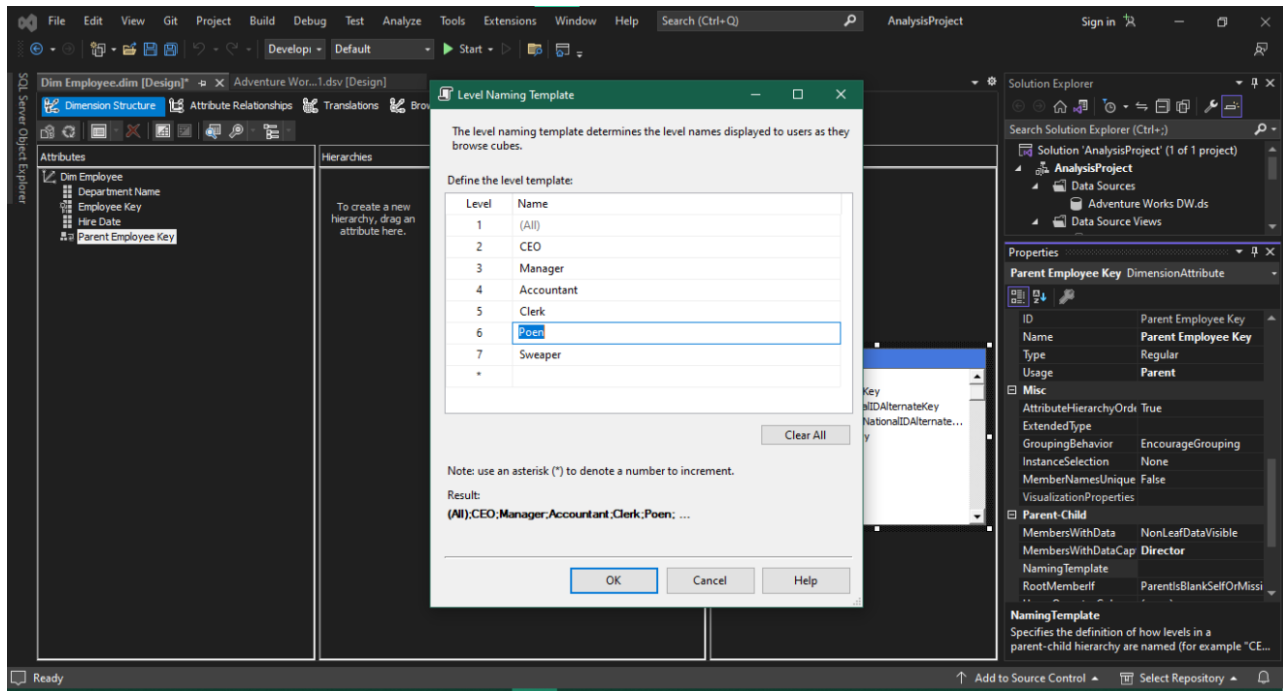 File Edit View Git Project Build Debug Test Analyze Tools Extensions Window Help Search (Ctrl+Q) AnalysisProject Sign in
Developi Default Start
SQL Server Object Explorer
Dim Employee.dim [Design]* Adventure Wor...1.dsv [Design]
Dimension Structure Attribute Relationships Translations Brov
Attributes
Dim Employee
Department Name
Employee Key
Hire Date
Parent Employee Key
Hierarchies
To create a new
hierarchy, drag an
attribute here.
Level Naming Template
The level naming template determines the level names displayed to users as they
browse cubes.
Define the level template:
Level Name
1 (All)
2 CEO
3 Manager
4 Accountant
5 Clerk
6 Poen
7 Sweaper
*
Clear All
Note: use an asterisk (*) to denote a number to increment.
Result:
(All);CEO;Manager;Accountant;Clerk;Poen; ...
OK Cancel Help
Key
alIDAlternateKey
NationalIDAlternate...
y
Solution Explorer
Search Solution Explorer (Ctrl+;)
Solution 'AnalysisProject' (1 of 1 project)
AnalysisProject
Data Sources
Adventure Works DW.ds
Data Source Views
Properties
Parent Employee Key DimensionAttribute
ID Parent Employee Key
Name Parent Employee Key
Type Regular
Usage Parent
Misc
AttributeHierarchyOrde True
ExtendedType
GroupingBehavior EncourageGrouping
InstanceSelection None
MemberNamesUnique False
VisualizationProperties
Parent-Child
MembersWithData NonLeafDataVisible
MembersWithDataCap Director
NamingTemplate
RootMemberIf ParentIsBlankSelfOrMissi
NamingTemplate
Specifies the definition of how levels in a
parent-child hierarchy are named (for example "CE...
Ready Add to Source Control Select Repository